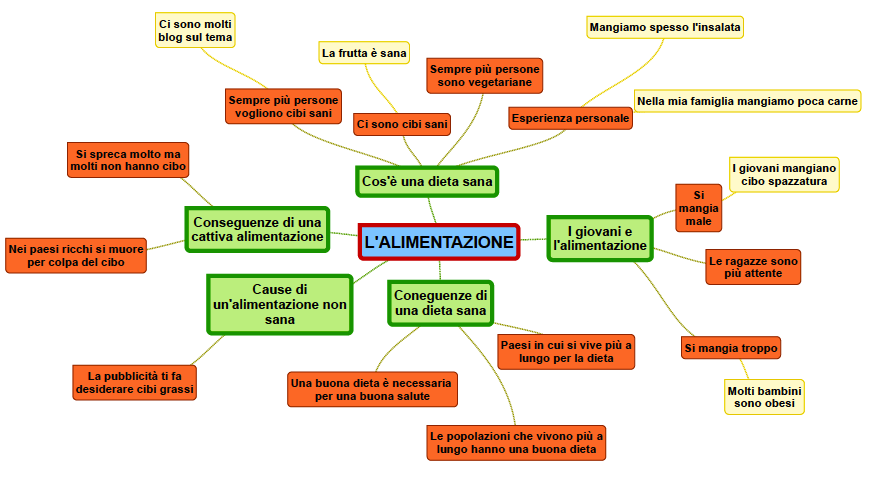 Ci sono molti
blog sul tema
La frutta è sana
Sempre più persone
sono vegetariane
Mangiamo spesso l'insalata
Sempre più persone
vogliono cibi sani
Ci sono cibi sani
Esperienza personale
Nella mia famiglia mangiamo poca carne
Si spreca molto ma
molti non hanno cibo
Cos'è una dieta sana
I giovani mangiano
cibo spazzatura
Si
mangia
male
Conseguenze di una
cattiva alimentazione
L'ALIMENTAZIONE
I giovani e
l'alimentazione
Nei paesi ricchi si muore
per colpa del cibo
Le ragazze sono
più attente
Cause di
un'alimentazione non
sana
Coneguenze di
una dieta sana
Paesi in cui si vive più a
lungo per la dieta
Si mangia troppo
La pubblicità ti fa
desiderare cibi grassi
Una buona dieta è necessaria
per una buona salute
Molti bambini
sono obesi
Le popolazioni che vivono più a
lungo hanno una buona dieta